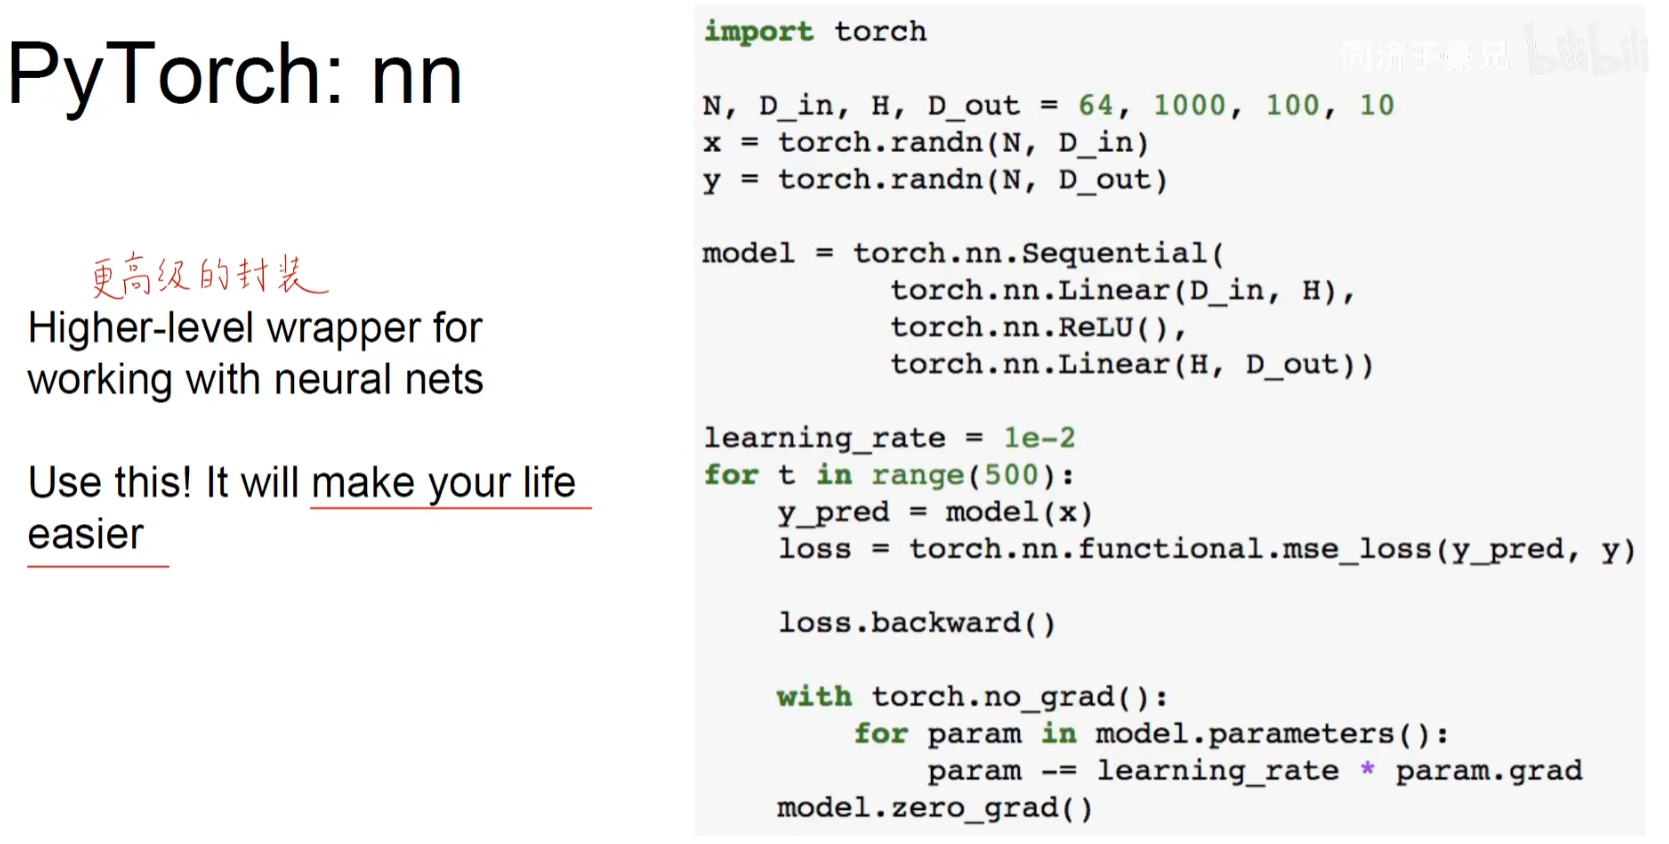 PyTorch: nn
更高级的封装
Higher-level wrapper for
working with neural nets
Use this! It will make your life
easier
同济子豪兄 bilibili
import torch
N, D_in, H, D_out = 64, 1000, 100, 10
x = torch.randn(N, D_in)
y = torch.randn(N, D_out)
model = torch.nn.Sequential(
torch.nn.Linear(D_in, H),
torch.nn.ReLU(),
torch.nn.Linear(H, D_out))
learning_rate = 1e-2
for t in range(500):
y_pred = model(x)
loss = torch.nn.functional.mse_loss(y_pred, y)
loss.backward()
with torch.no_grad():
for param in model.parameters():
param -= learning_rate * param.grad
model.zero_grad()